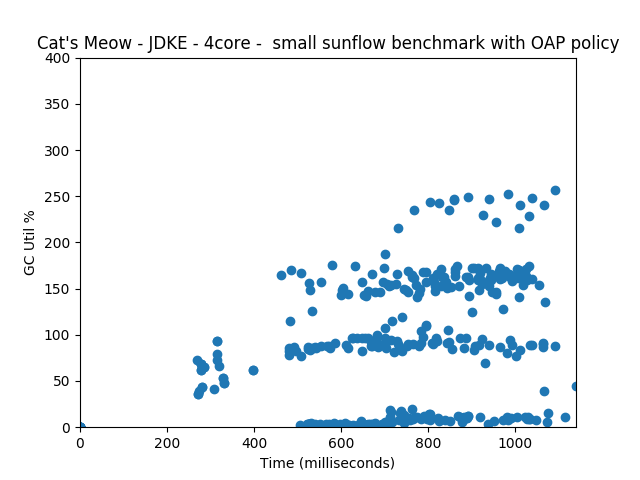 Cat's Meow - JDKE - 4core -  small sunflow benchmark with OAP policy
400
350
300
250
200
150
100
50
0
GC Util %
0 200 400 600 800 1000
Time (milliseconds)